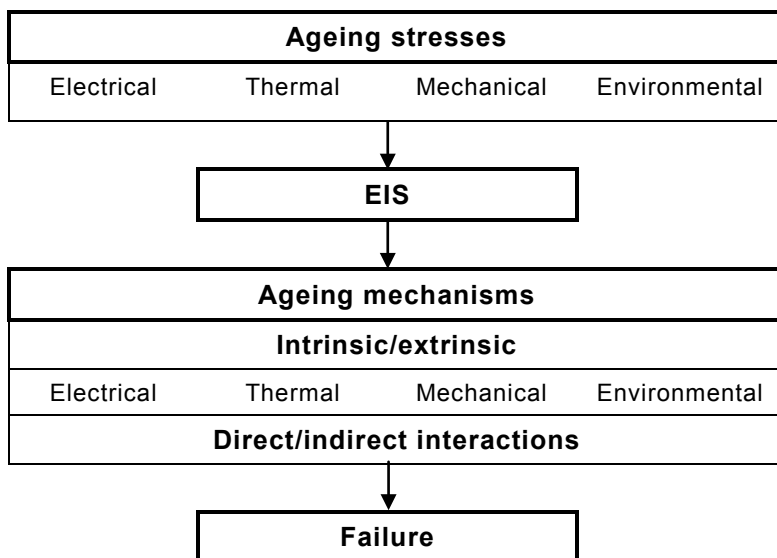 Ageing stresses
Electrical Thermal Mechanical Environmental
EIS
Ageing mechanisms
Intrinsic/extrinsic
Electrical Thermal Mechanical Environmental
Direct/indirect interactions
Failure